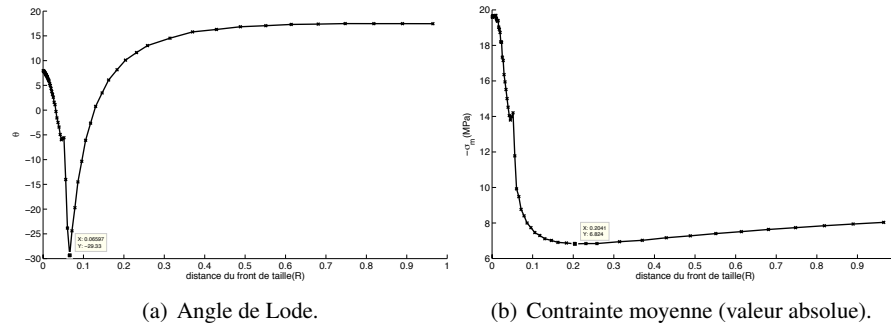 20
15
10
5
0
−5
−10
−15
−20
−25
−30
θ
X: 0.06597
Y: −29.33
0 0.1 0.2 0.3 0.4 0.5 0.6 0.7 0.8 0.9 1
distance du front de taille(R)
(a) Angle de Lode.
20
18
16
14
12
10
8
6
−σm(MPa)
X: 0.2041
Y: 6.824
0 0.1 0.2 0.3 0.4 0.5 0.6 0.7 0.8 0.9
distance du front de taille(R)
(b) Contrainte moyenne (valeur absolue).